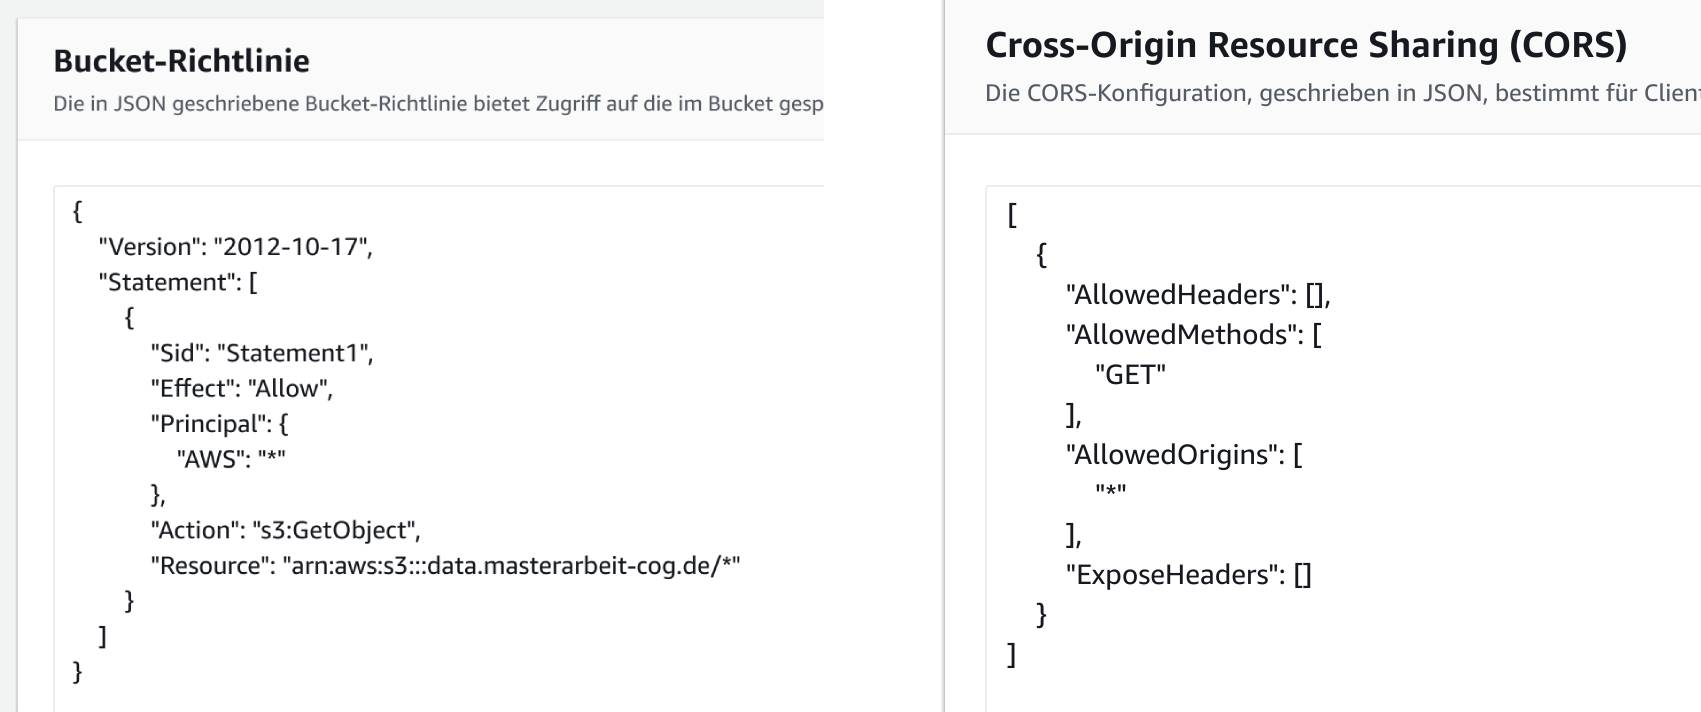 Bucket-Richtlinie
Die in JSON geschriebene Bucket-Richtlinie bietet Zugriff auf die im Bucket gesp
{
"Version": "2012-10-17",
"Statement": [
{
"Sid": "Statement1",
"Effect": "Allow",
"Principal": {
"AWS": "*"
},
"Action": "s3:GetObject",
"Resource": "arn:aws:s3:::data.masterarbeit-cog.de/*"
}
]
}
Cross-Origin Resource Sharing (CORS)
Die CORS-Konfiguration, geschrieben in JSON, bestimmt für Clien
[
{
"AllowedHeaders": [],
"AllowedMethods": [
"GET"
],
"AllowedOrigins": [
"*"
],
"ExposeHeaders": []
}
]